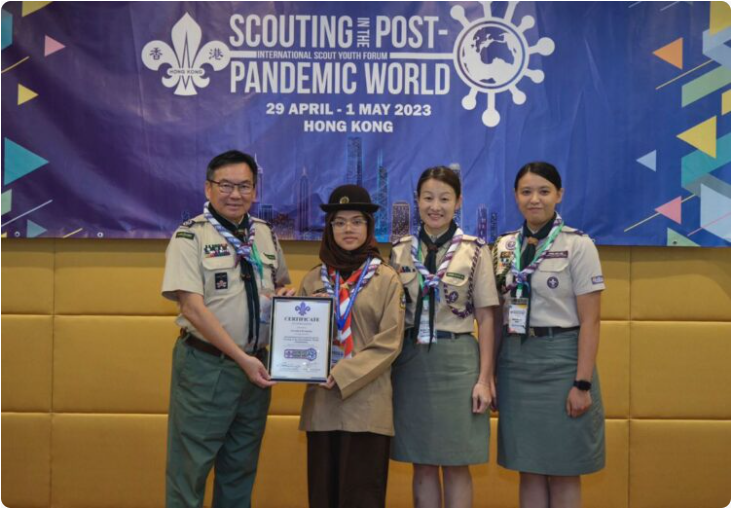 SCOUTING IN THE POST-
INTERNATIONAL SCOUT YOUTH FORUM
PANDEMIC WORLD
29 APRIL - 1 MAY 2023
HONG KONG
香 港
HONG KONG
CERTIFICATE